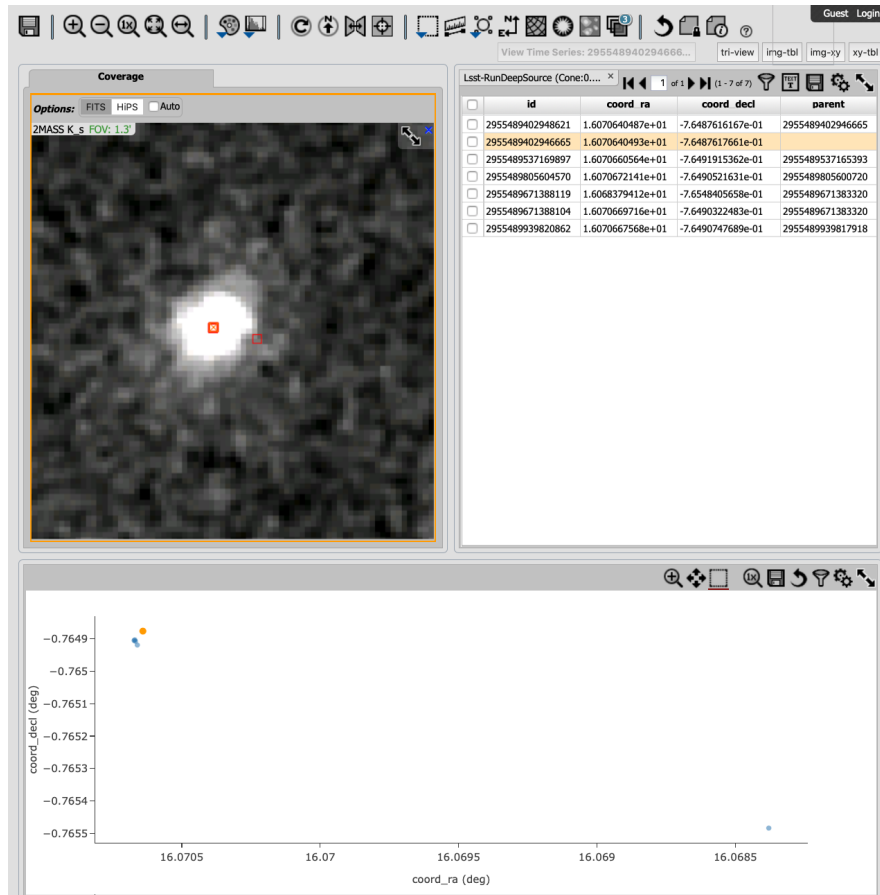 Guest Login
View Time Series: 295548940294666...
tri-view img-tbl img-xy xy-tbl
Coverage
Options: FITS HiPS Auto
2MASS K_s FOV: 1.3'
Lsst-RunDeepSource (Cone:0.... × 1 of 1 (1 - 7 of 7)
id coord_ra coord_decl parent
2955489402948621 1.6070640487e+01 -7.6487616167e-01 2955489402946665
2955489402946665 1.6070640493e+01 -7.6487617661e-01
2955489537169897 1.6070660564e+01 -7.6491915362e-01 2955489537165393
2955489805604570 1.6070672141e+01 -7.6490521631e-01 2955489805600720
2955489671388119 1.6068379412e+01 -7.6548405658e-01 2955489671383320
2955489671388104 1.6070669716e+01 -7.6490322483e-01 2955489671383320
2955489939820862 1.6070667568e+01 -7.6490747689e-01 2955489939817918
coord_decl (deg)
−0.7649
−0.765
−0.7651
−0.7652
−0.7653
−0.7654
−0.7655
16.0705 16.07 16.0695 16.069 16.0685
coord_ra (deg)